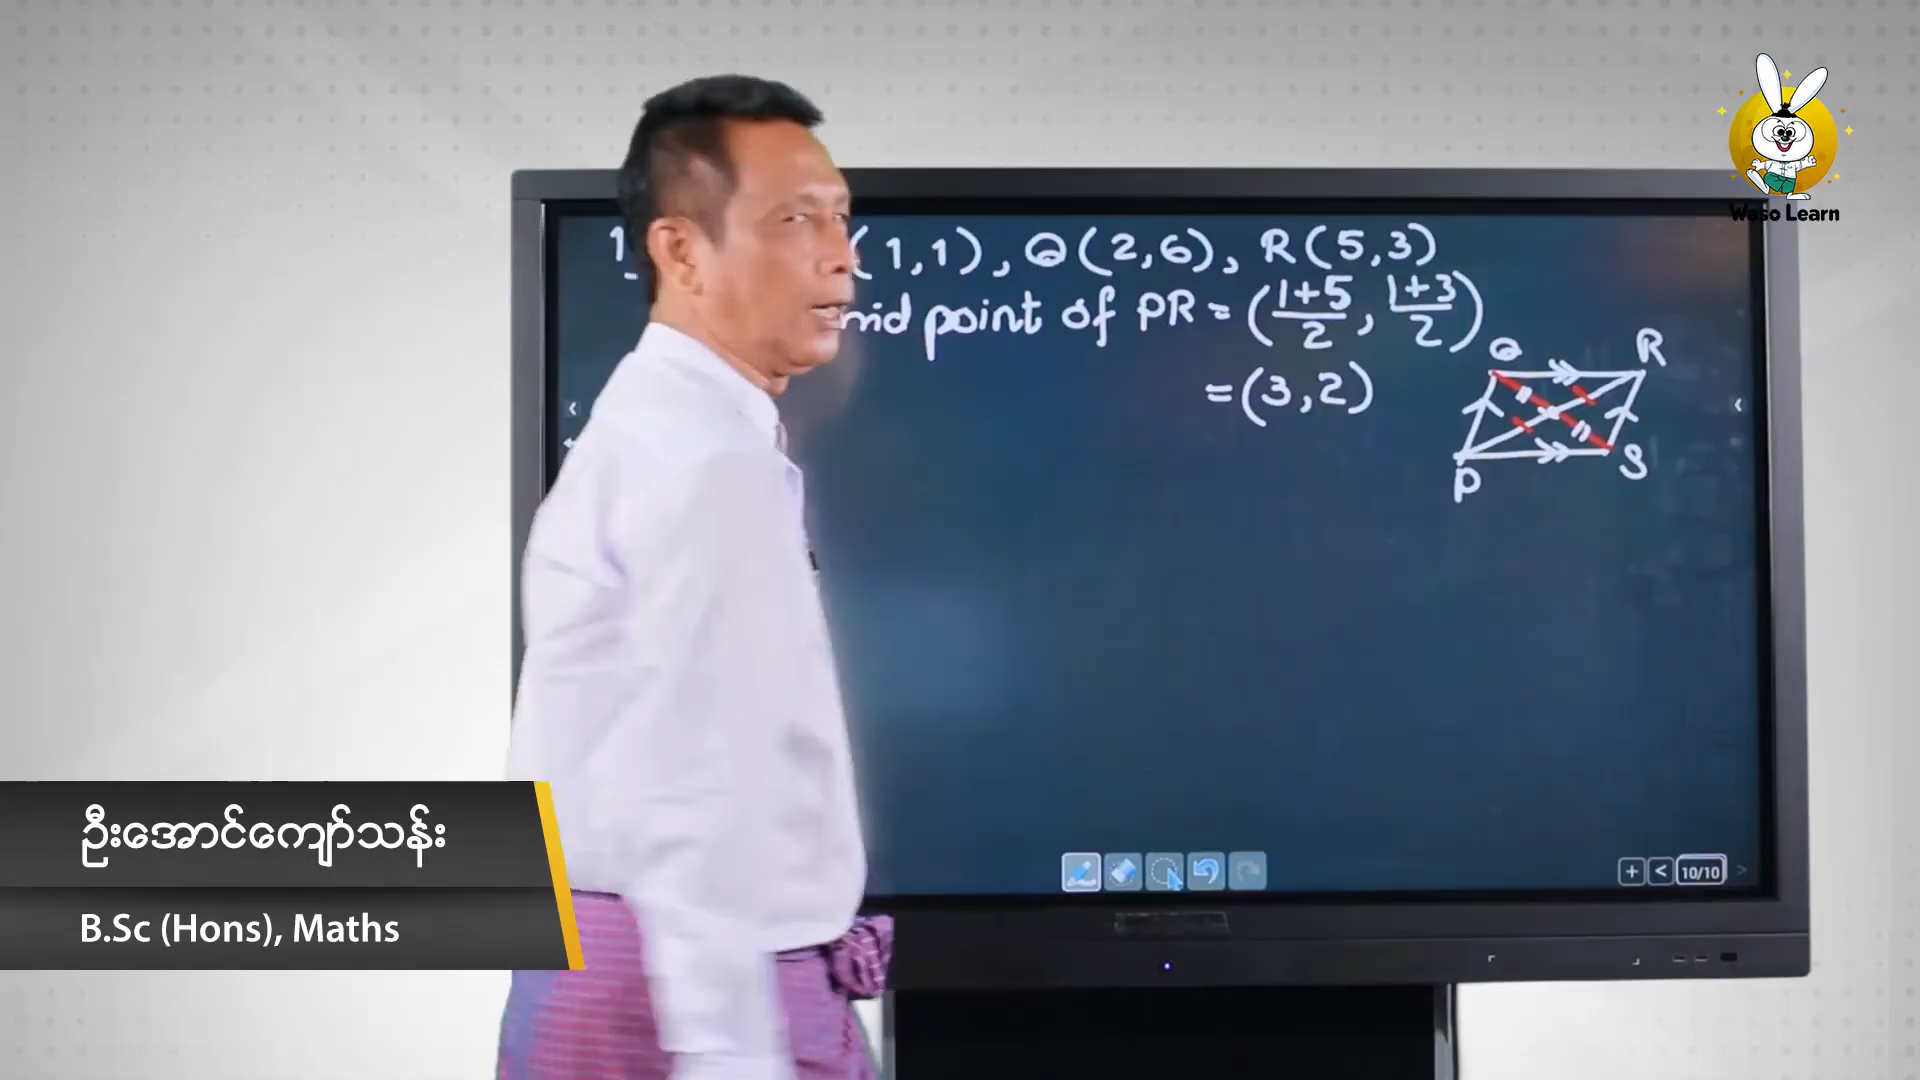 Waso Learn
1 (1,1), Q(2,6), R(5,3)
mid point of PR = (1+5/2, 1+3/2)
= (3,2)
Q R
P S
10/10
ဦးအောင်ကျော်သန်း
B.Sc (Hons), Maths